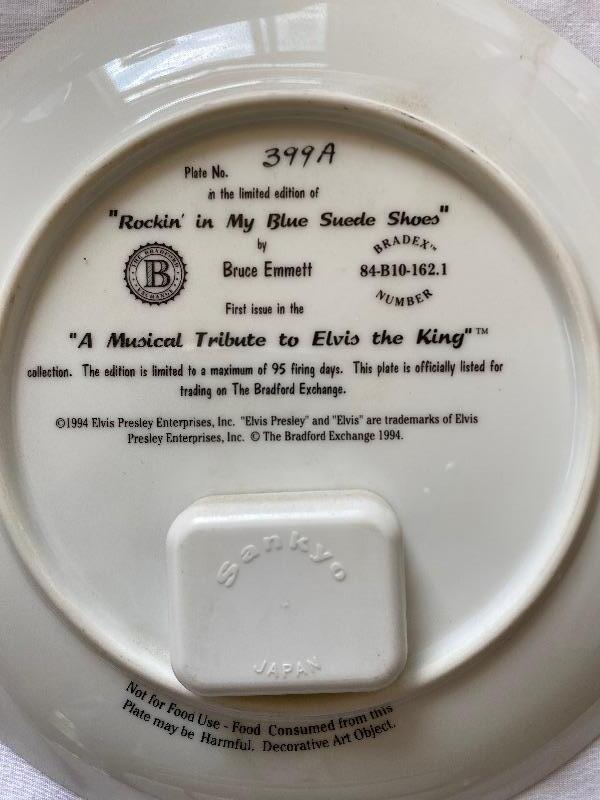 Plate No. 399A
in the limited edition of
"Rockin' in My Blue Suede Shoes"
by
THE BRADFORD EXCHANGE
B
Bruce Emmett
BRADEX™
84-B10-162.1
NUMBER
First issue in the
"A Musical Tribute to Elvis the King"™
collection. The edition is limited to a maximum of 95 firing days. This plate is officially listed for
trading on The Bradford Exchange.
©1994 Elvis Presley Enterprises, Inc. "Elvis Presley" and "Elvis" are trademarks of Elvis
Presley Enterprises, Inc. © The Bradford Exchange 1994.
Sankyo
JAPAN
Not for Food Use - Food Consumed from this
Plate may be Harmful. Decorative Art Object.